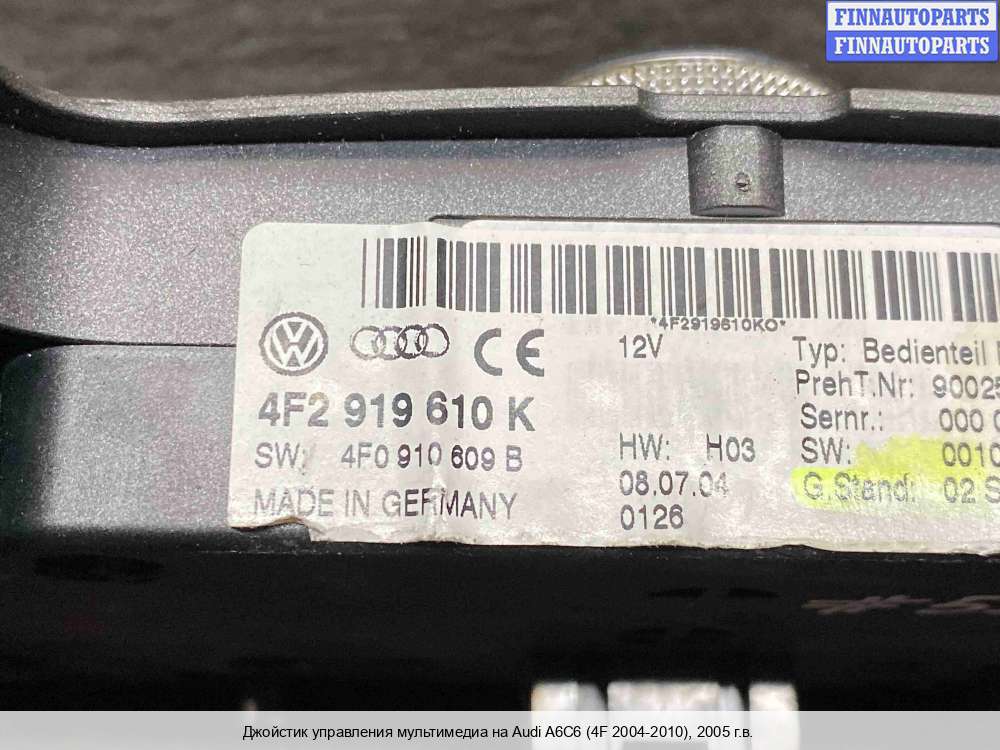 FINNAUTOPARTS
FINNAUTOPARTS
*4F2919610KO*
12V
Typ: Bedienteil
PrehT.Nr: 9002
4F2 919 610 K
Sernr.: 000
SW: 4F0 910 609 B
HW: H03
SW: 0010
08.07.04
G.Stand: 02 S
MADE IN GERMANY
0126
Джойстик управления мультимедиа на Audi A6C6 (4F 2004-2010), 2005 г.в.